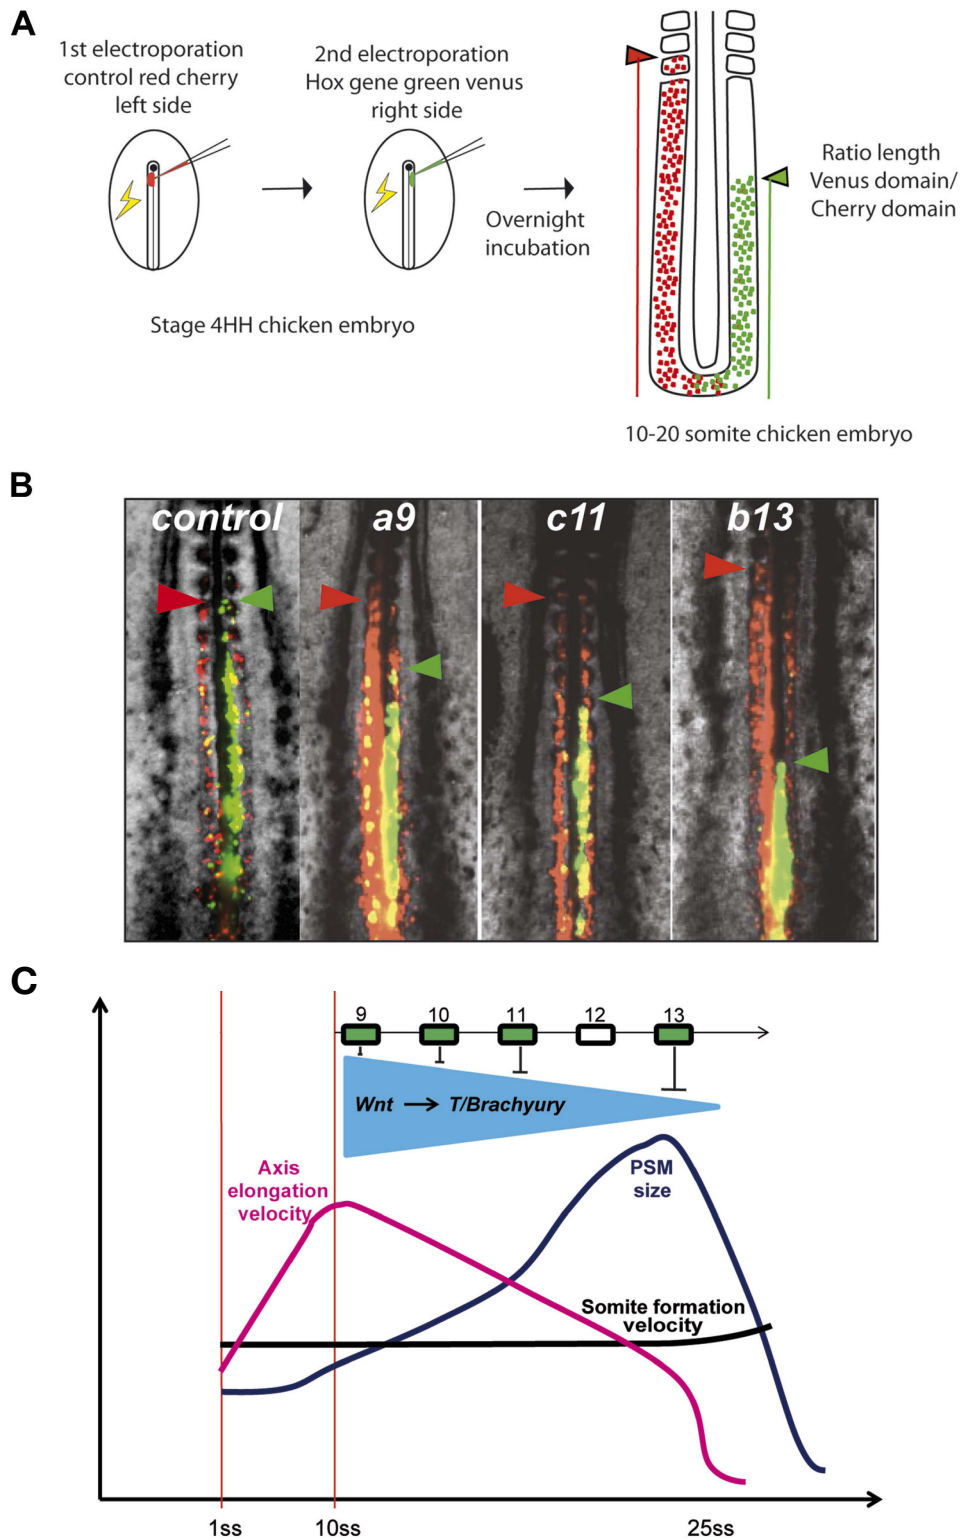 A
1st electroporation
control red cherry
left side
2nd electroporation
Hox gene green venus
right side
Overnight
incubation
Ratio length
Venus domain/
Cherry domain
Stage 4HH chicken embryo
10-20 somite chicken embryo
B
control
a9
c11
b13
C
9
10
11
12
13
Wnt → T/Brachyury
Axis
elongation
velocity
PSM
size
Somite formation
velocity
1ss
10ss
25ss